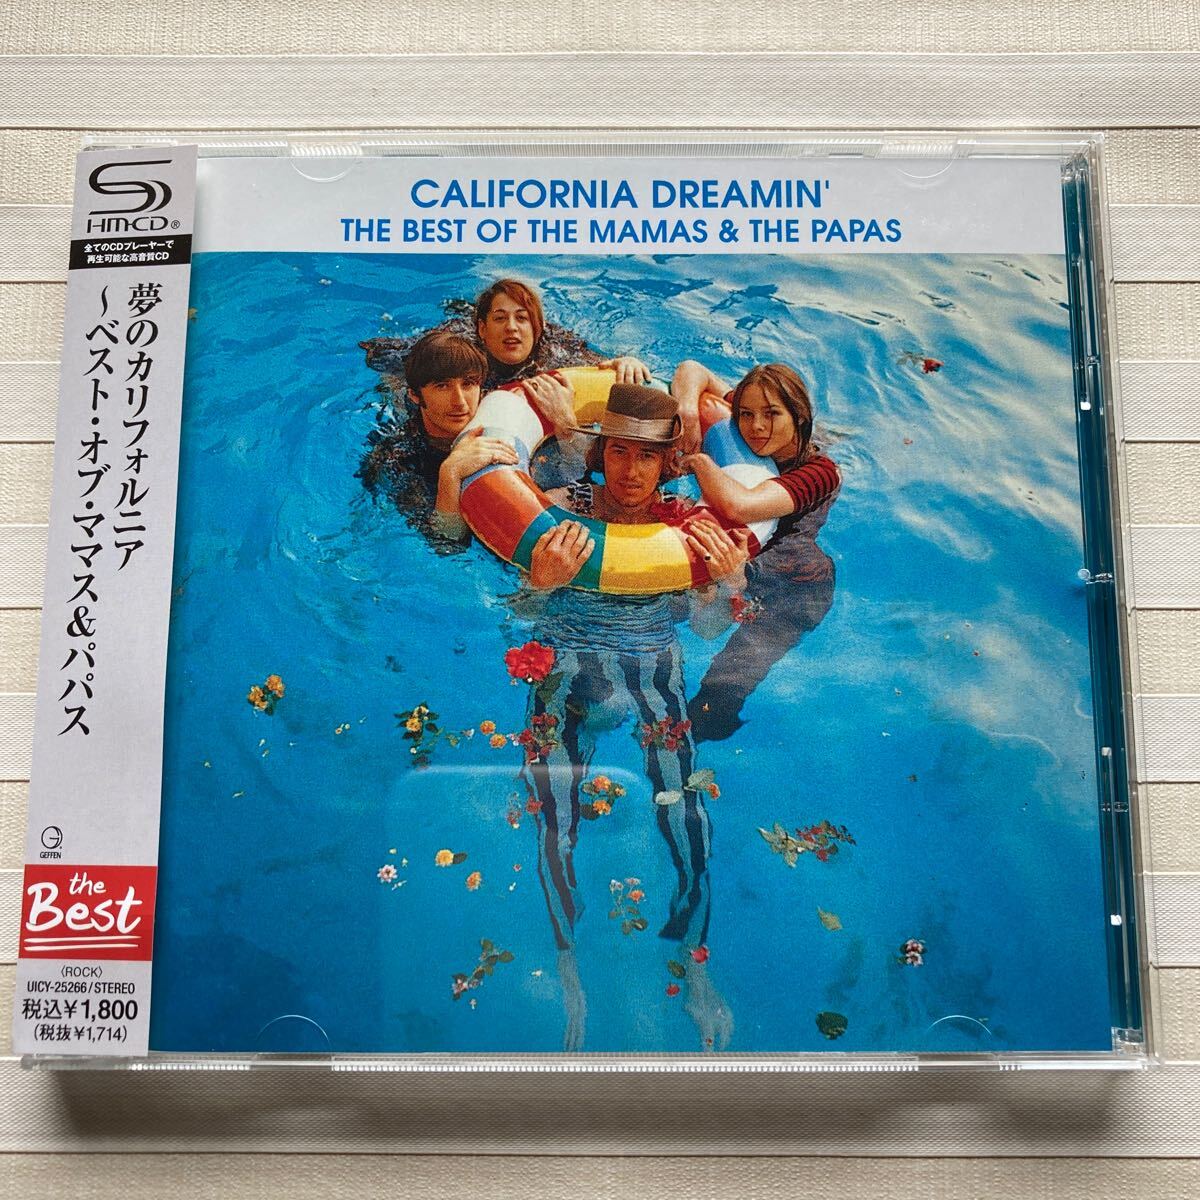 SHM-CD®
全てのCDプレーヤーで
再生可能な高音質CD
夢のカリフォルニア
～ベスト・オブ・ママス&パパス
GEFFEN
the
Best
〈ROCK〉
UICY-25266/STEREO
税込¥1,800
(税抜¥1,714)
CALIFORNIA DREAMIN'
THE BEST OF THE MAMAS & THE PAPAS